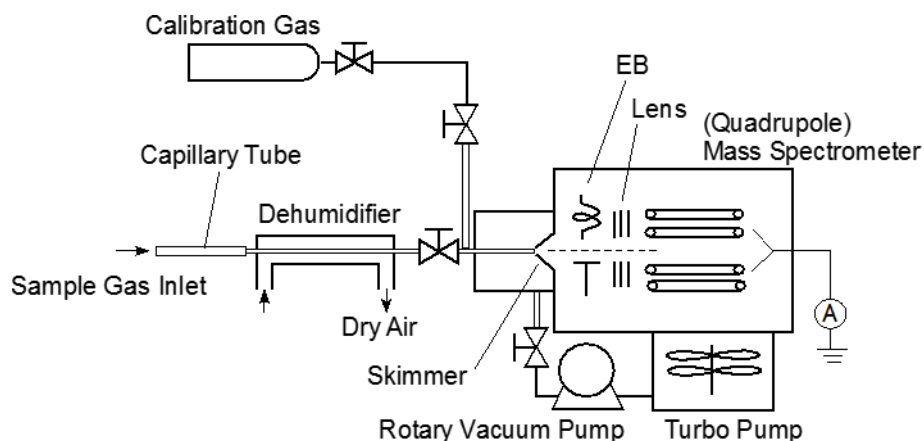 Calibration Gas
EB
Lens
(Quadrupole)
Mass Spectrometer
Capillary Tube
Dehumidifier
Sample Gas Inlet
Dry Air
A
Skimmer
Rotary Vacuum Pump
Turbo Pump